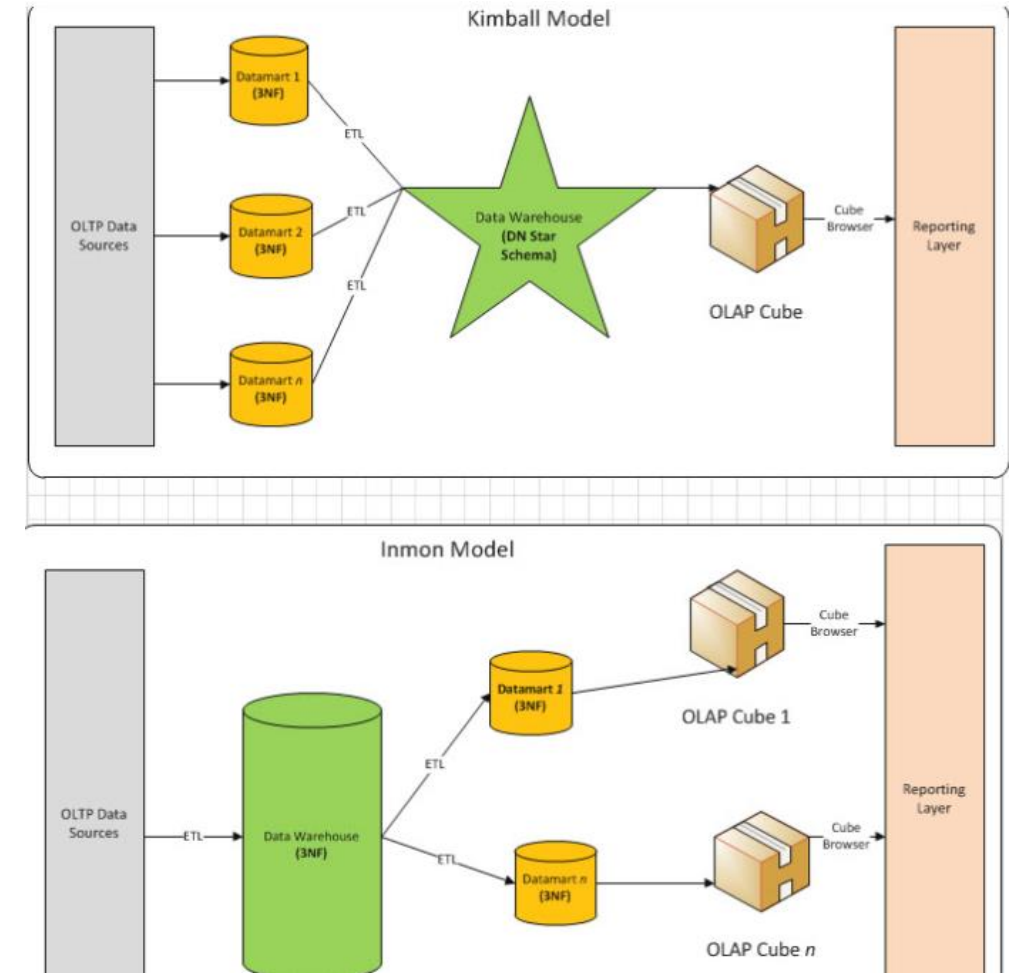 Kimball Model
OLTP Data
Sources
Datamart 1
(3NF)
ETL
Datamart 2
(3NF)
ETL
Datamart n
(3NF)
ETL
Data Warehouse
(DN Star
Schema)
OLAP Cube
Cube
Browser
Reporting
Layer
Inmon Model
OLTP Data
Sources
ETL
Data Warehouse
(3NF)
ETL
Datamart 1
(3NF)
OLAP Cube 1
Cube
Browser
ETL
Datamart n
(3NF)
OLAP Cube n
Cube
Browser
Reporting
Layer